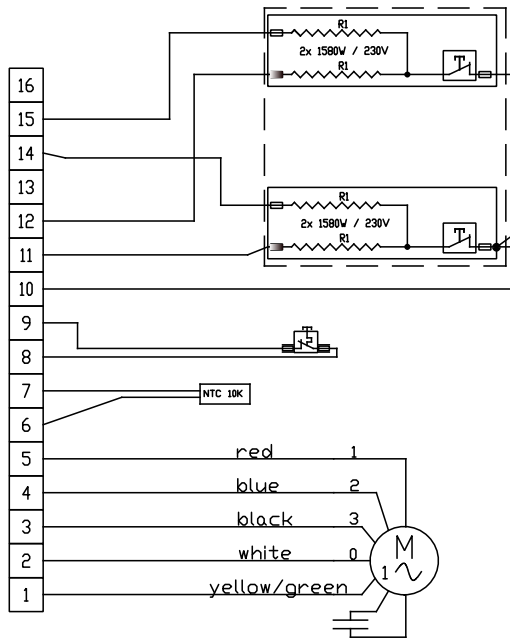 R1
2x 1580W / 230V
R1
T
16
15
14
R1
13
2x 1580W / 230V
12
R1
T
11
10
9
8
7
NTC 10K
6
5 red 1
4 blue 2
3 black 3
M
2 white 0
1
1 yellow/green